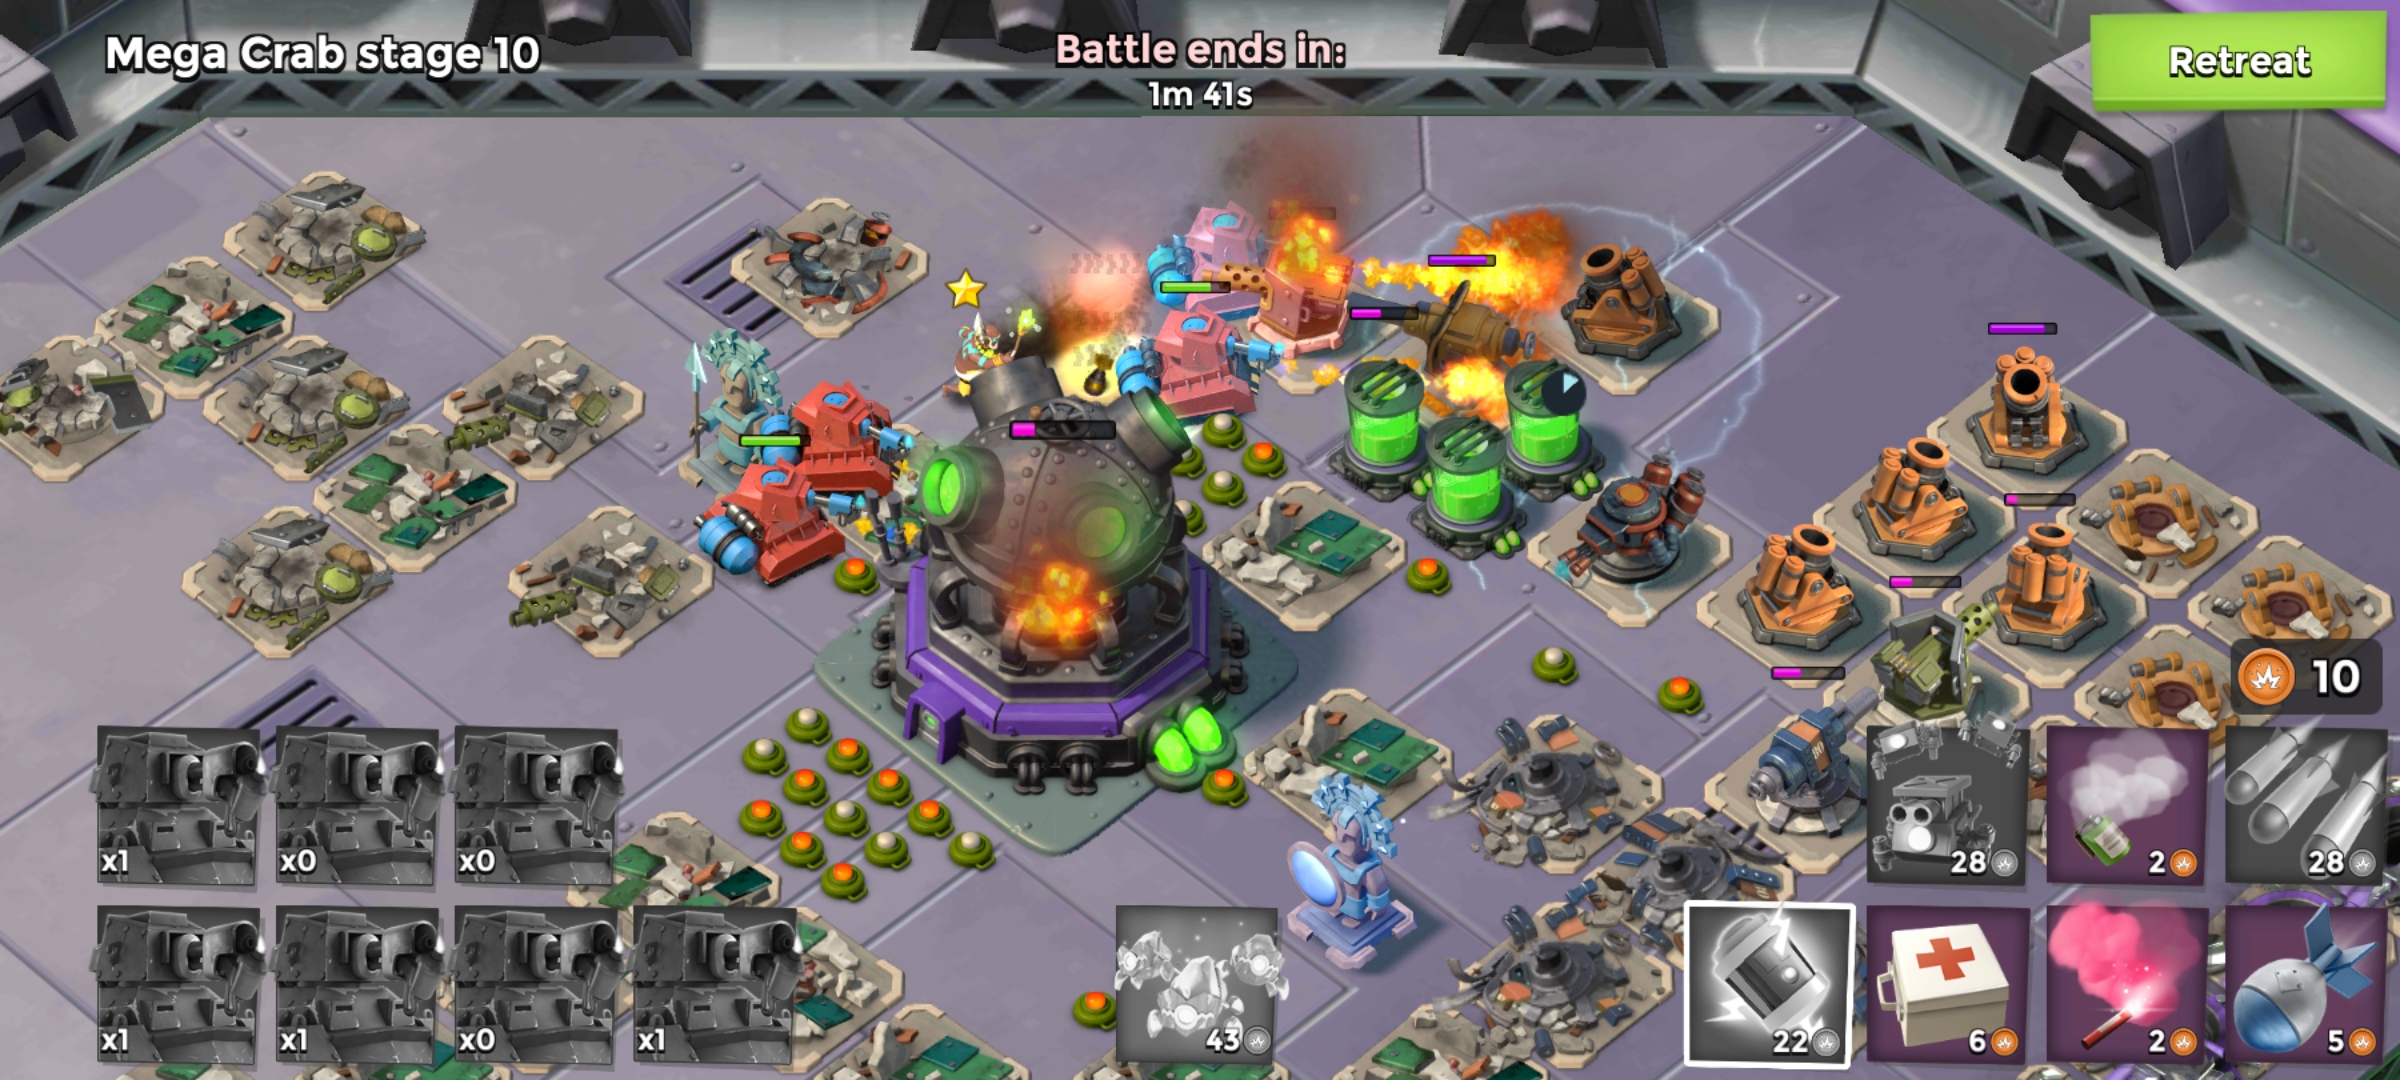 Mega Crab stage 10
Battle ends in:
1m 41s
Retreat
10
x1
x0
x0
28
2
28
x1
x1
x0
x1
43
22
6
2
5